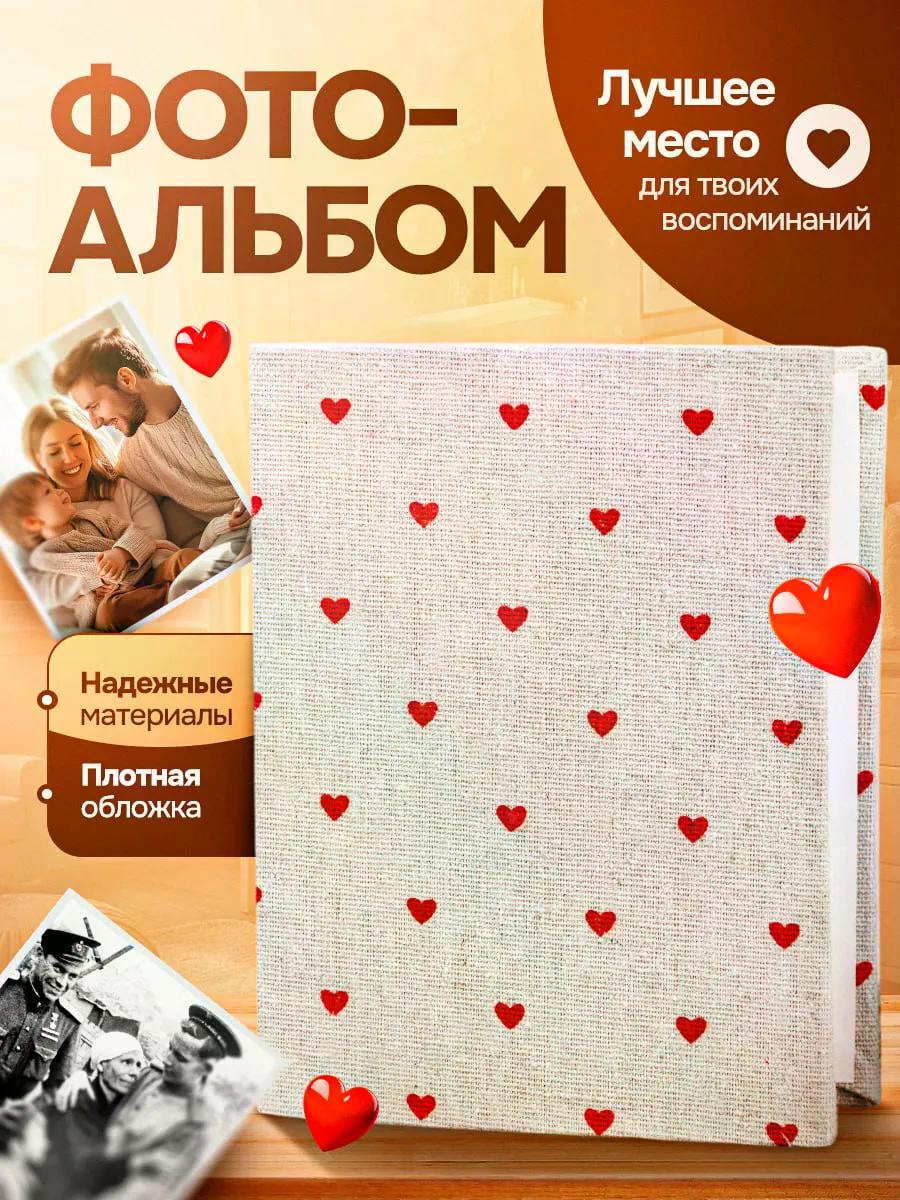 ФОТО-
АЛЬБОМ
Лучшее
место
для твоих
воспоминаний
Надежные
материалы
Плотная
обложка